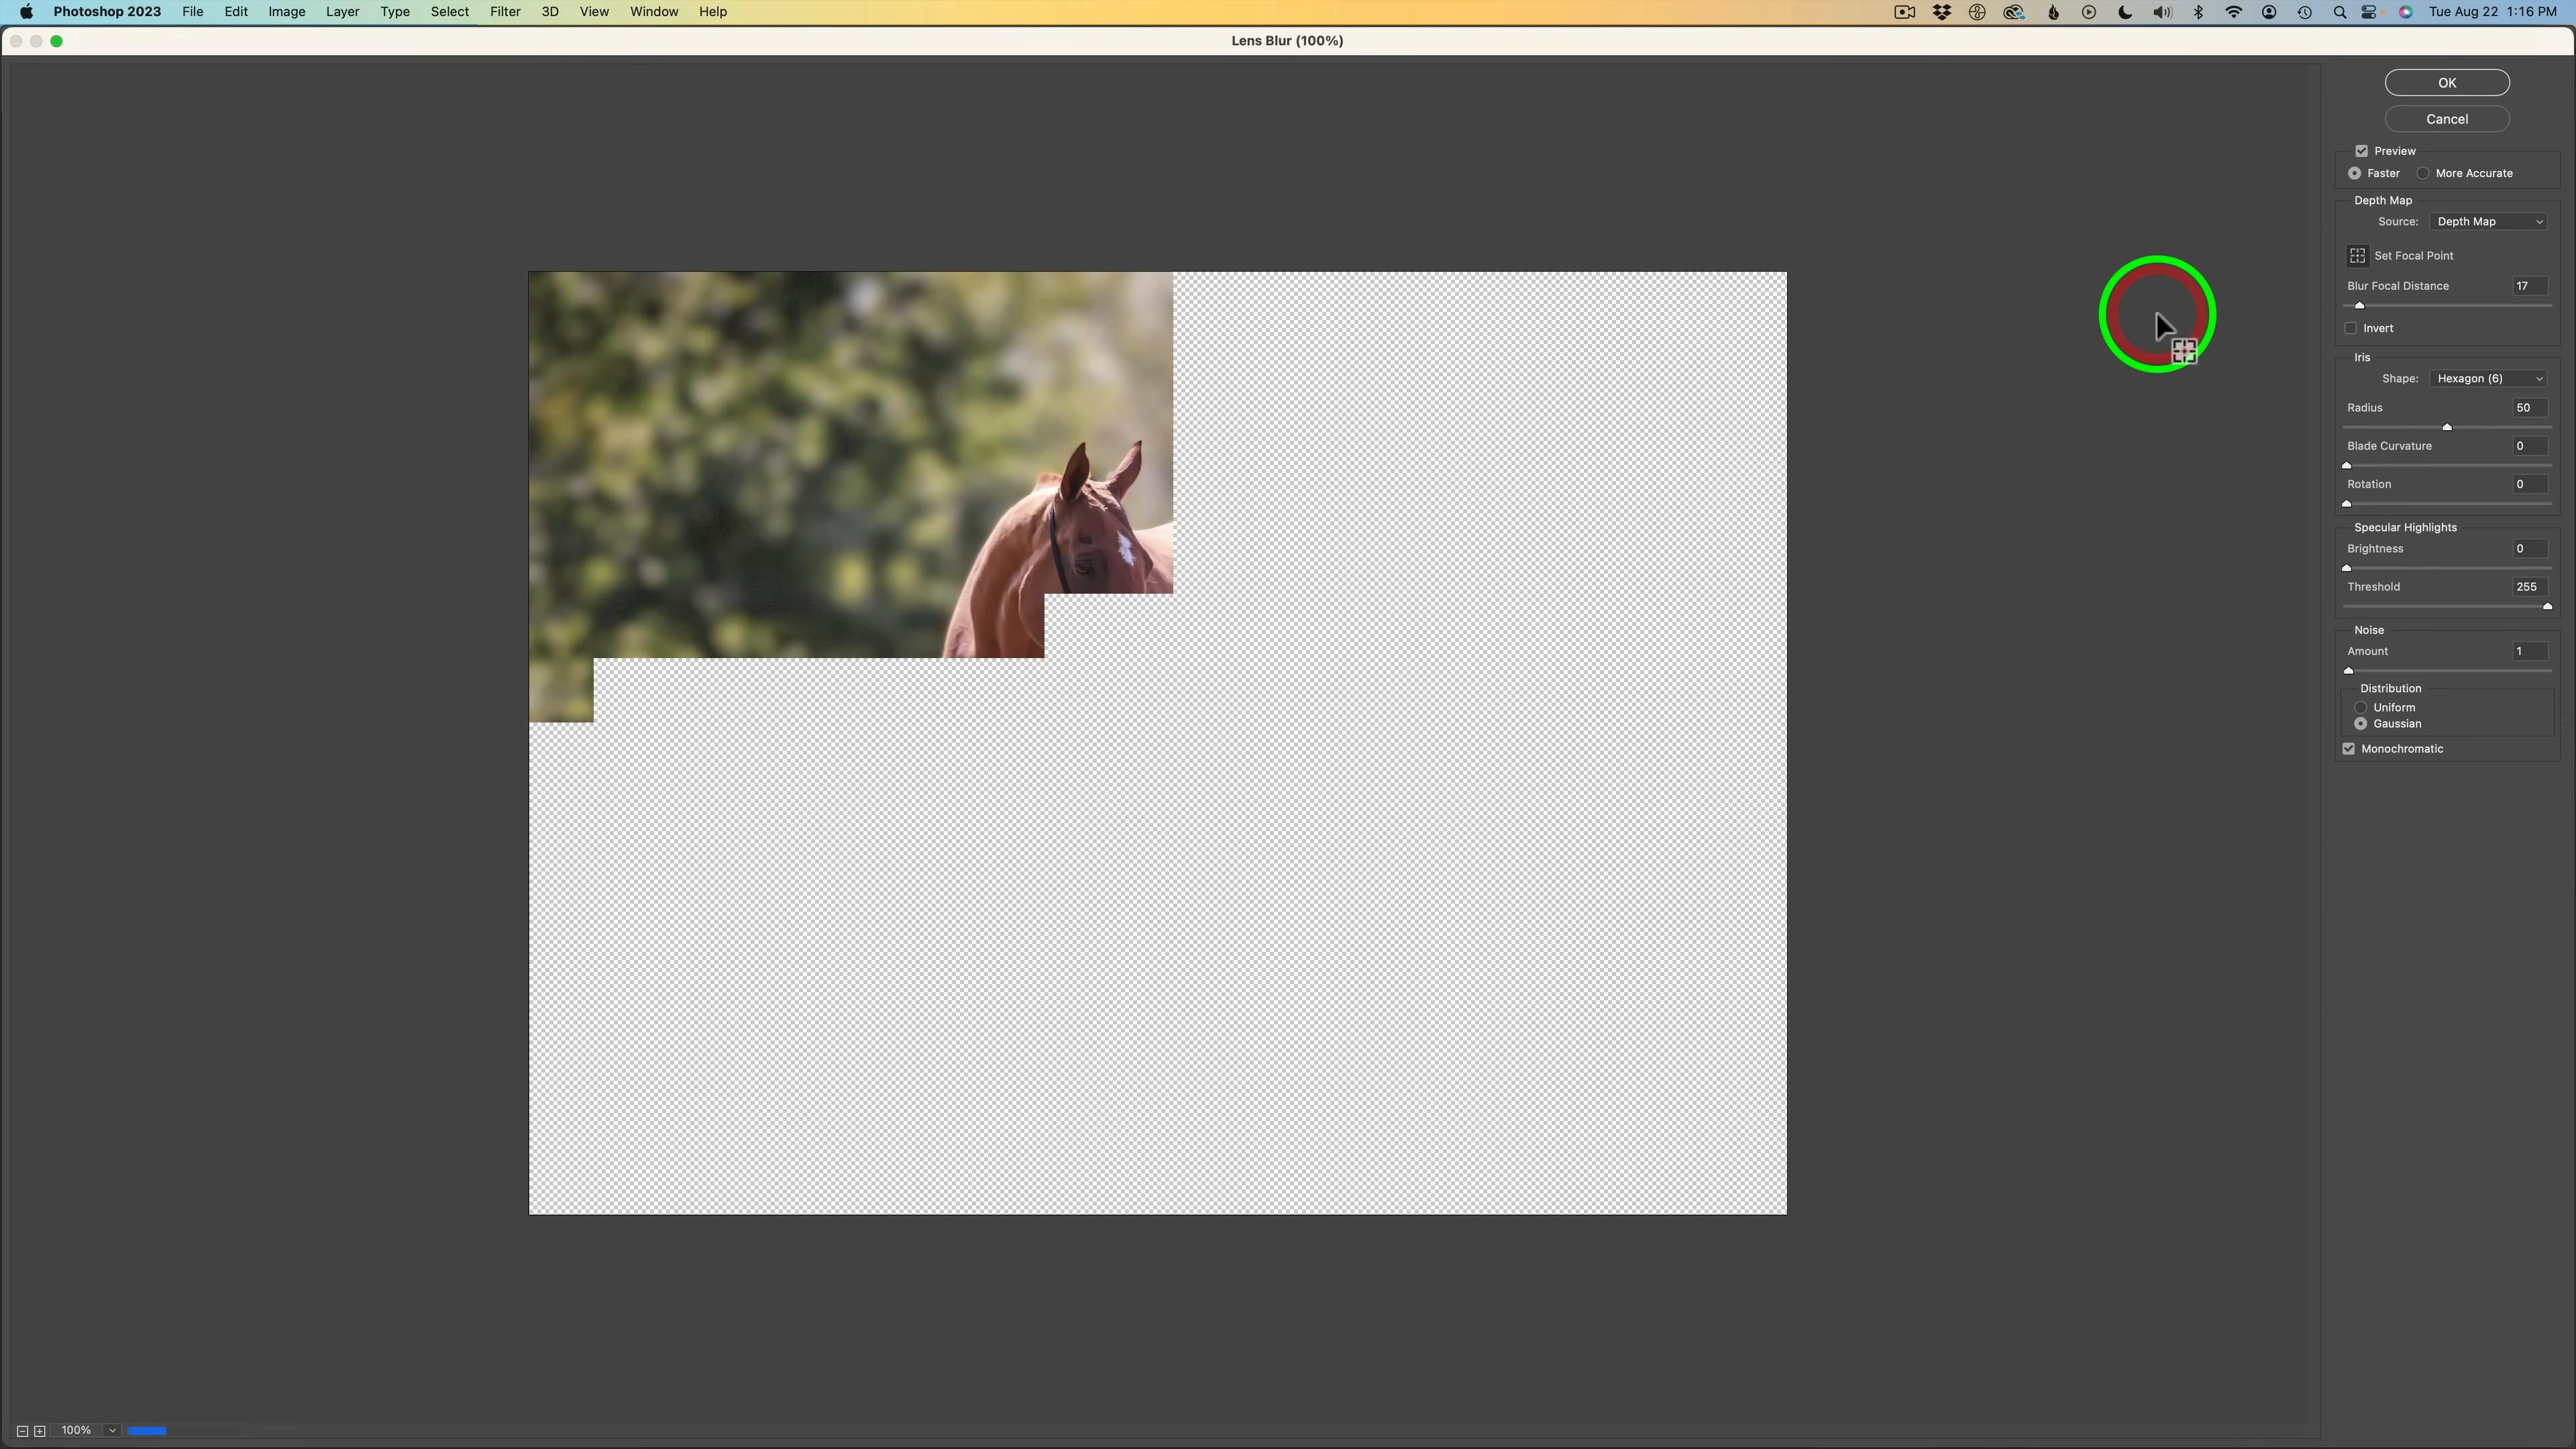 Photoshop 2023 File Edit Image Layer Type Select Filter 3D View Window Help Tue Aug 22 1:16 PM
Lens Blur (100%)
OK
Cancel
Preview
Faster More Accurate
Depth Map
Source: Depth Map
Set Focal Point
Blur Focal Distance 17
Invert
Iris
Shape: Hexagon (6)
Radius 50
Blade Curvature 0
Rotation 0
Specular Highlights
Brightness 0
Threshold 255
Noise
Amount 1
Distribution
Uniform
Gaussian
Monochromatic
100%